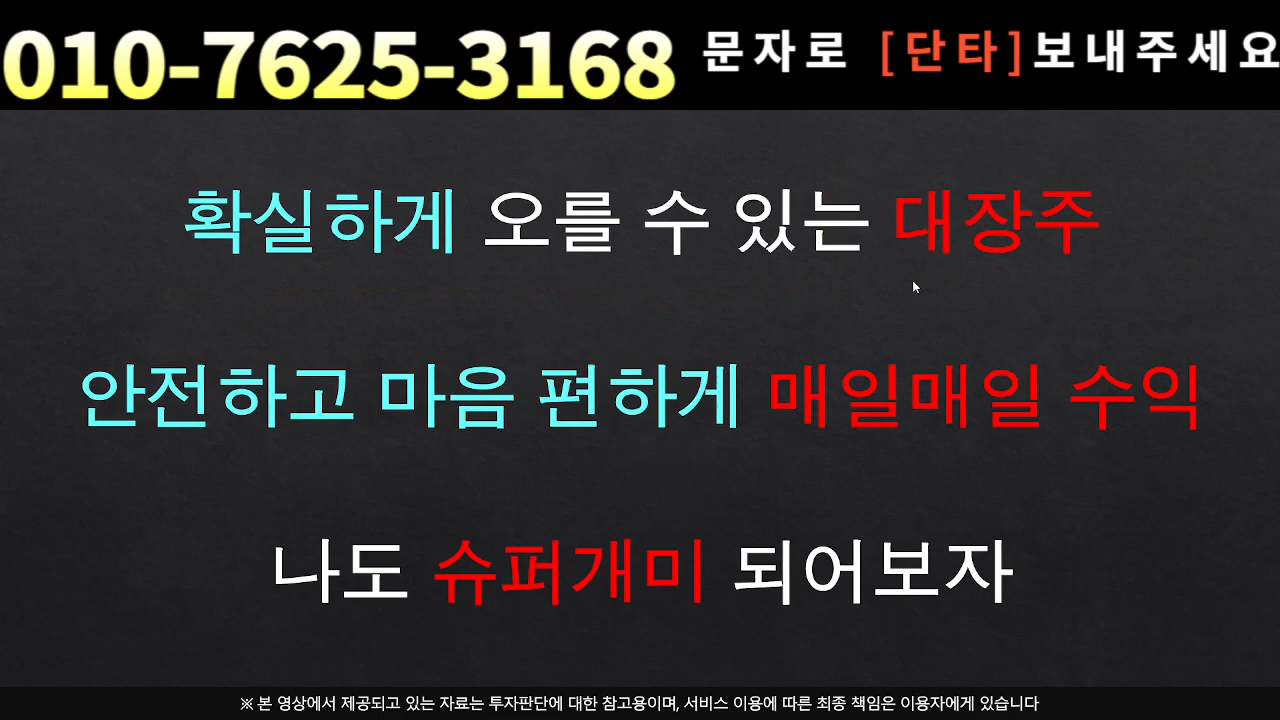 010-7625-3168 문자로 [단타]보내주세요
확실하게 오를 수 있는 대장주
안전하고 마음 편하게 매일매일 수익
나도 슈퍼개미 되어보자
※ 본 영상에서 제공되고 있는 자료는 투자판단에 대한 참고용이며, 서비스 이용에 따른 최종 책임은 이용자에게 있습니다